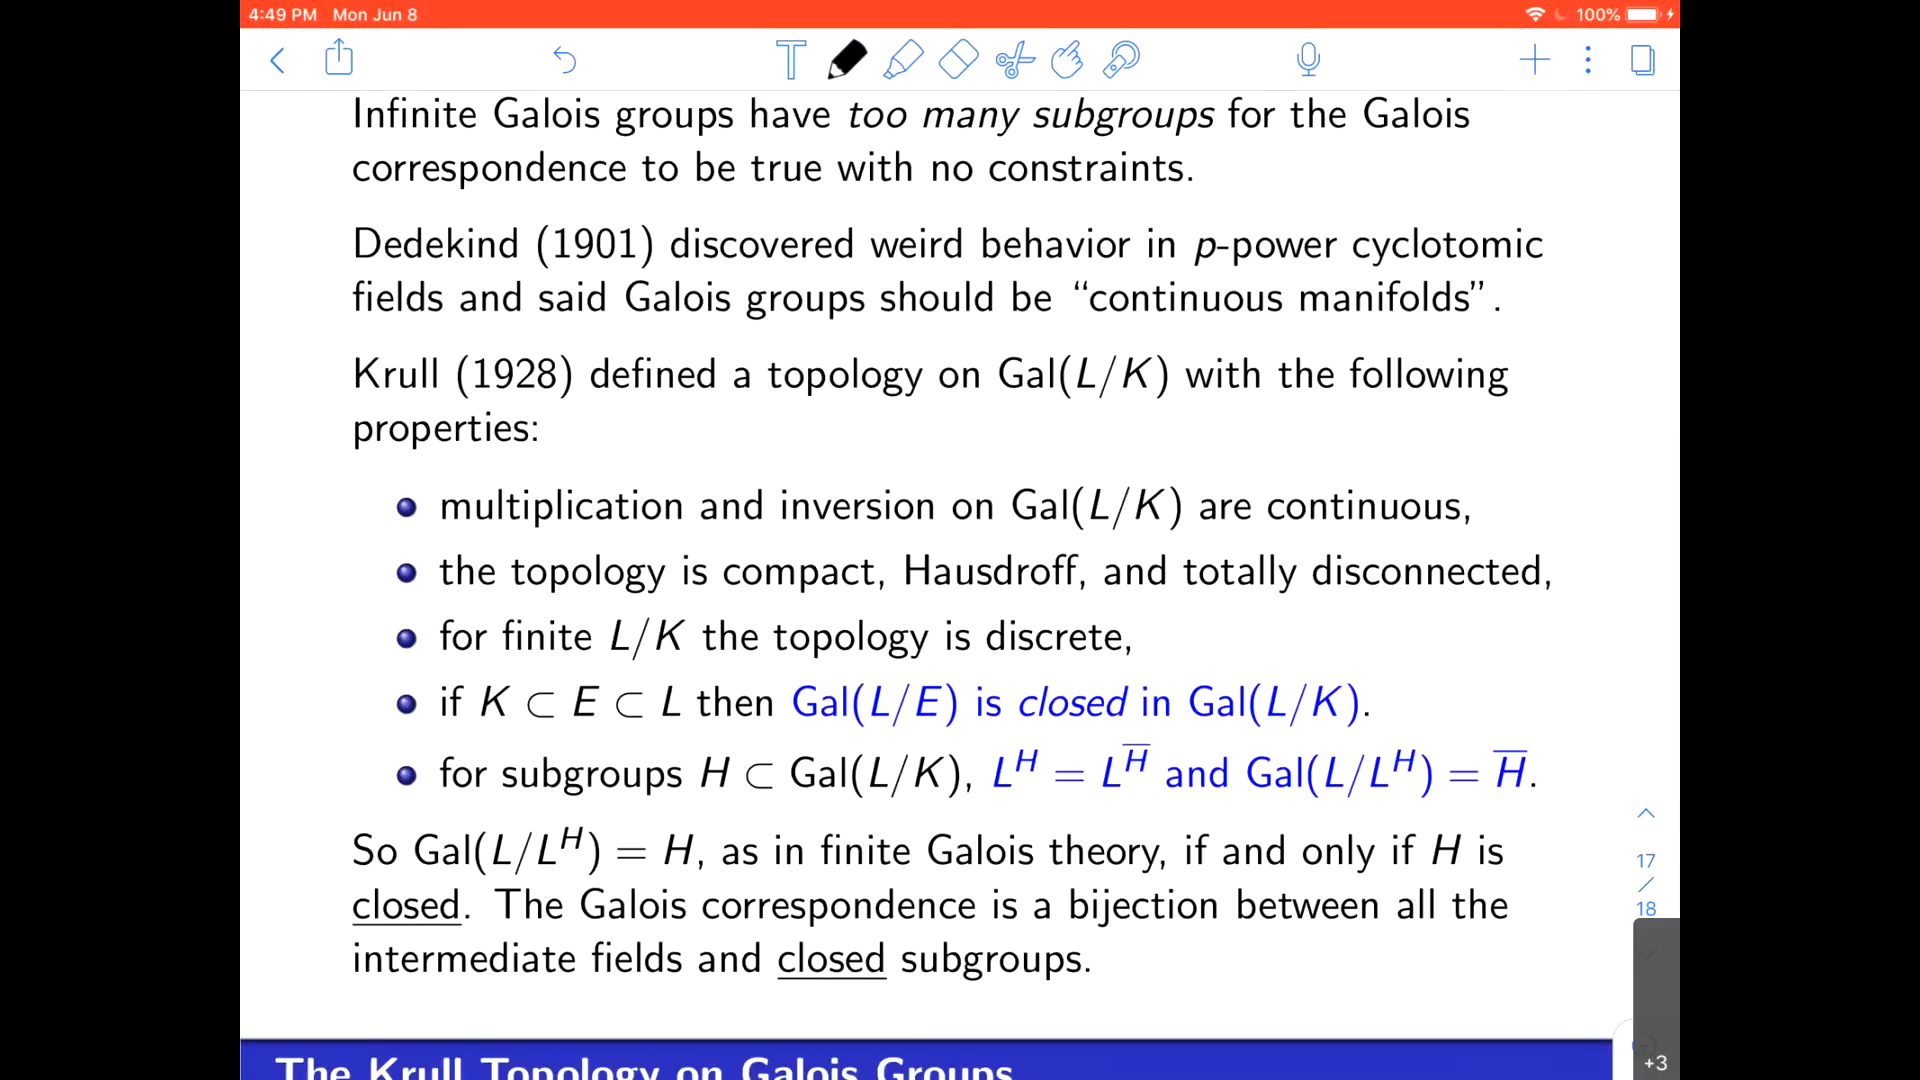 4:49 PM Mon Jun 8 100%
T
Infinite Galois groups have too many subgroups for the Galois
correspondence to be true with no constraints.
Dedekind (1901) discovered weird behavior in p-power cyclotomic
fields and said Galois groups should be “continuous manifolds”.
Krull (1928) defined a topology on Gal(L/K) with the following
properties:
• multiplication and inversion on Gal(L/K) are continuous,
• the topology is compact, Hausdroff, and totally disconnected,
• for finite L/K the topology is discrete,
• if K ⊂ E ⊂ L then Gal(L/E) is closed in Gal(L/K).
• for subgroups H ⊂ Gal(L/K), L^H = L^H̅ and Gal(L/L^H) = H̅.
So Gal(L/L^H) = H, as in finite Galois theory, if and only if H is
closed. The Galois correspondence is a bijection between all the
intermediate fields and closed subgroups.
17
/
18
+3
The Krull Topology on Galois Groups